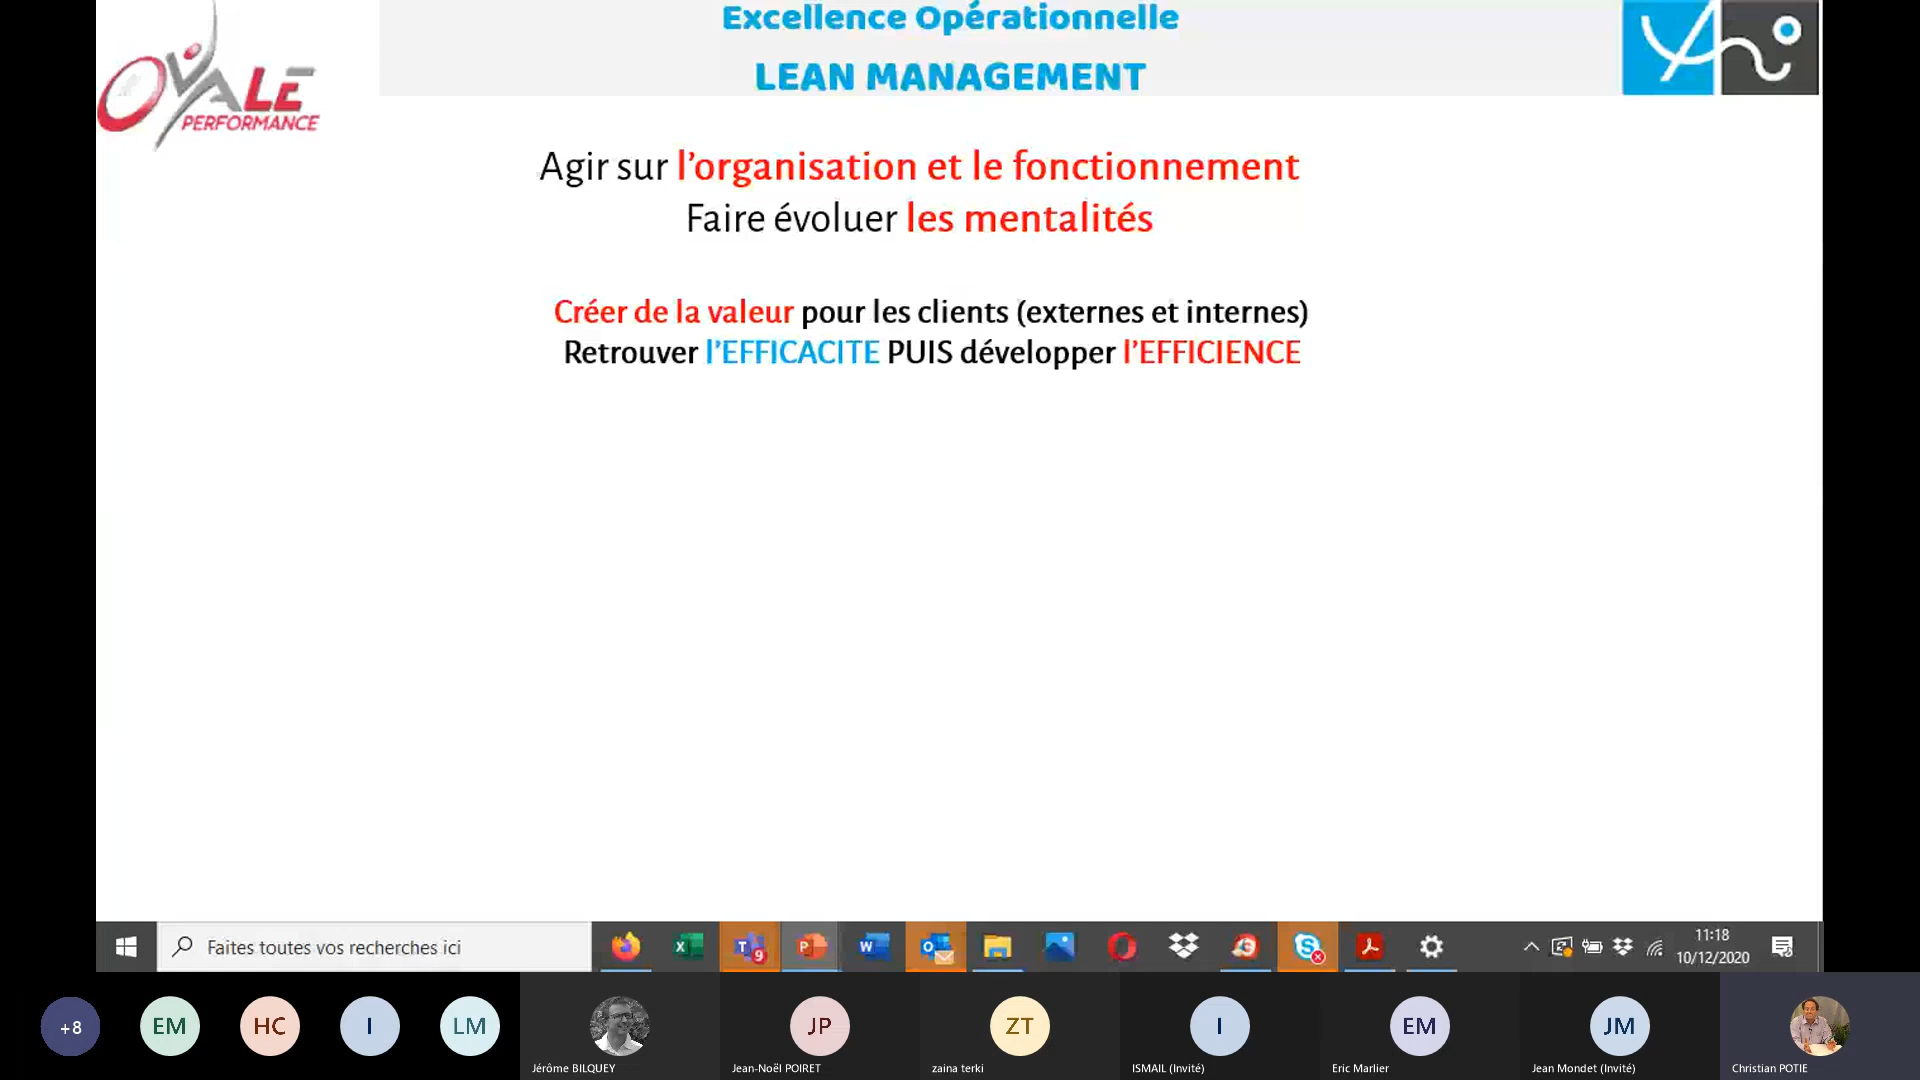 OVALE
PERFORMANCE
Excellence Opérationnelle
LEAN MANAGEMENT
Agir sur l'organisation et le fonctionnement
Faire évoluer les mentalités
Créer de la valeur pour les clients (externes et internes)
Retrouver l'EFFICACITE PUIS développer l'EFFICIENCE
Faites toutes vos recherches ici
9
11:18
10/12/2020
+8
EM
HC
I
LM
JP
ZT
I
EM
JM
Jérôme BILQUEY
Jean-Noël POIRET
zaina terki
ISMAIL (Invité)
Eric Marlier
Jean Mondet (Invité)
Christian POTIE